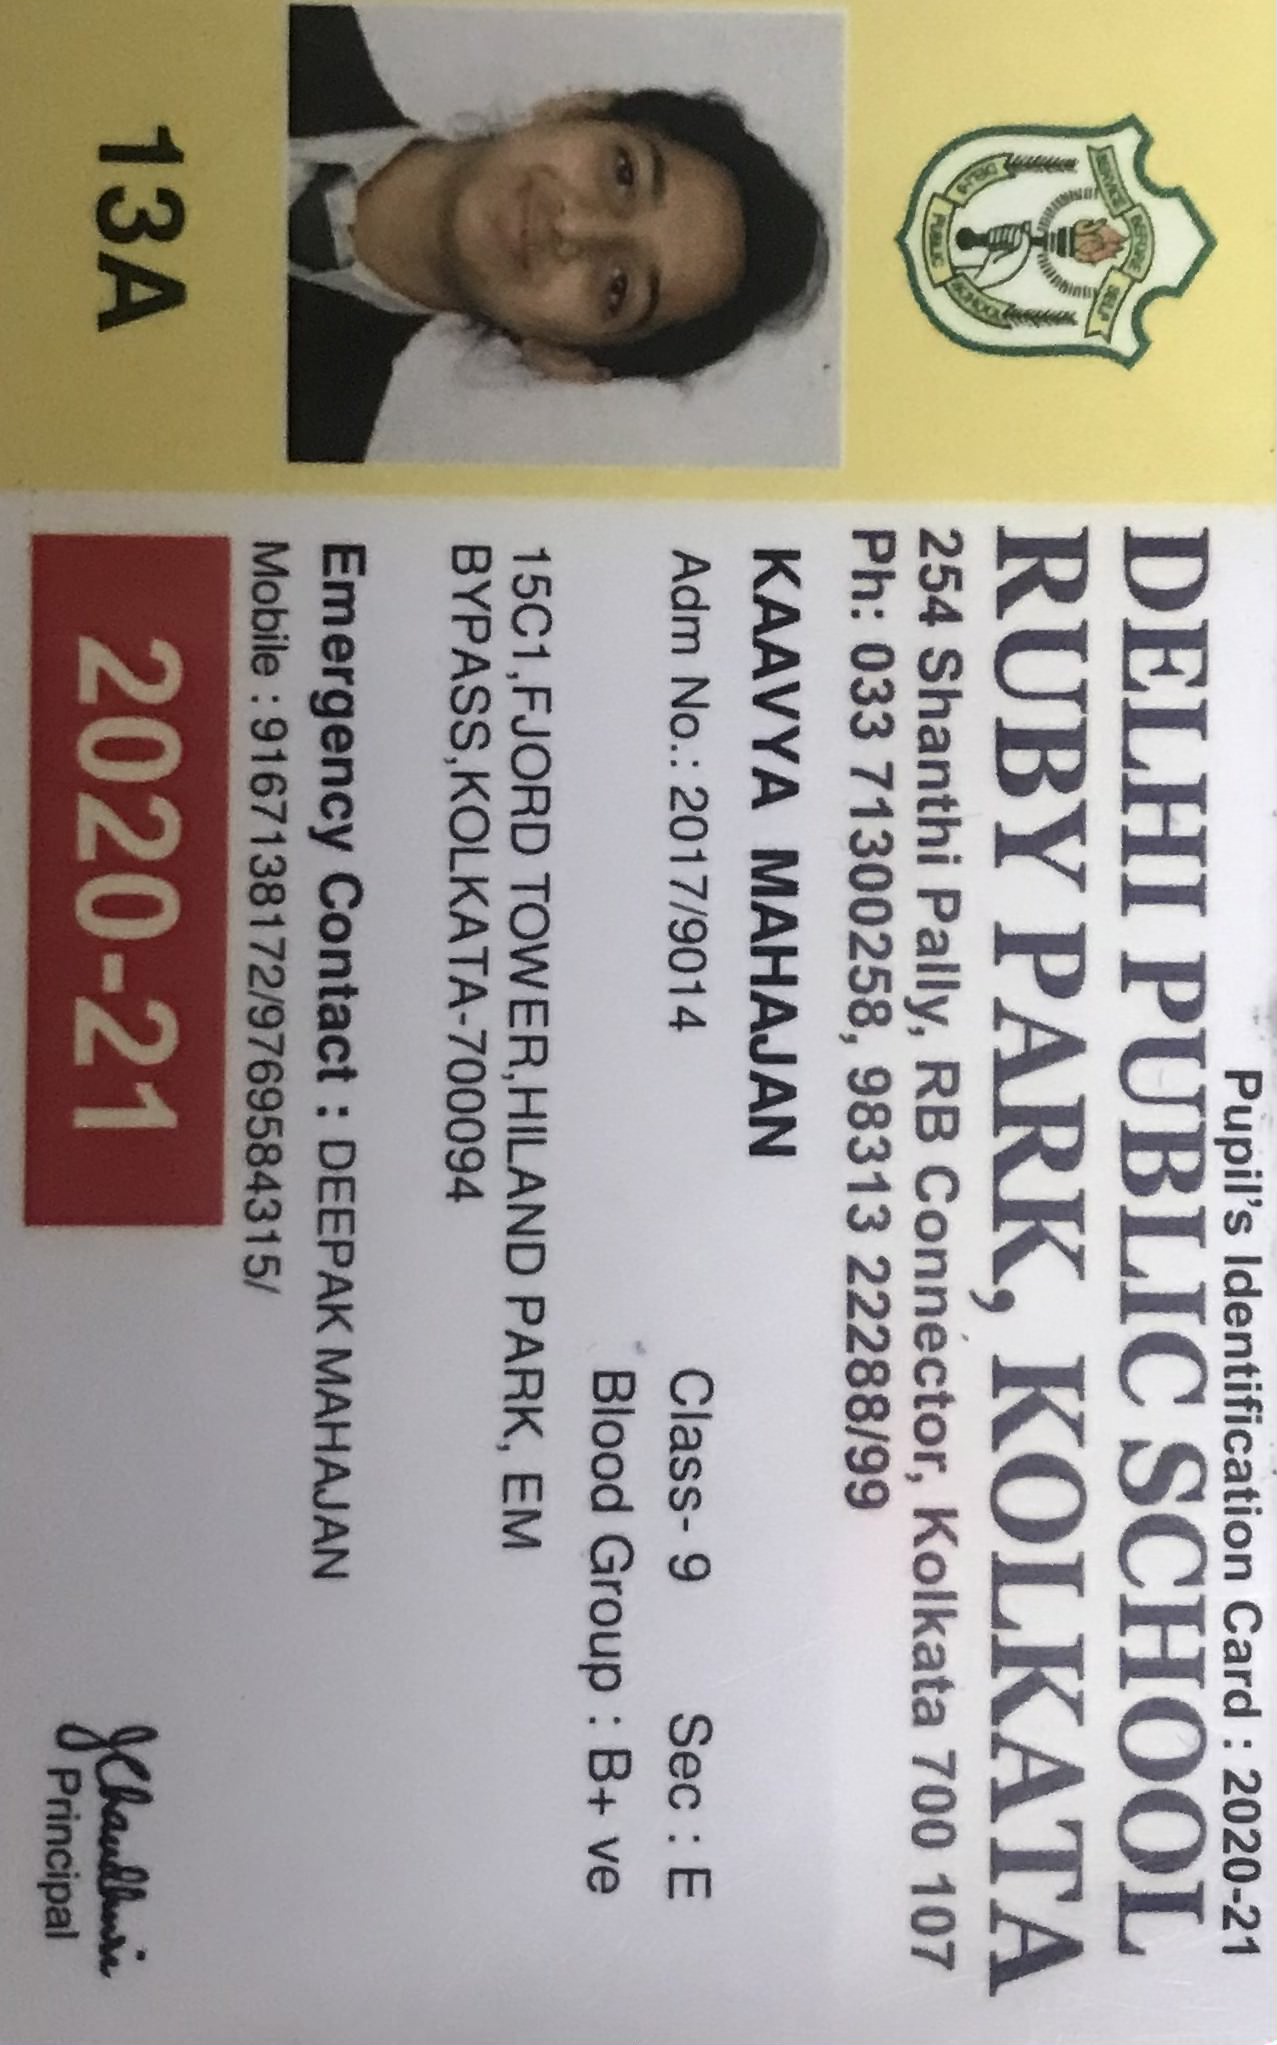 Pupil's Identification Card : 2020-21
DELHI PUBLIC SCHOOL
RUBY PARK, KOLKATA
254 Shanthi Pally, RB Connector, Kolkata 700 107
Ph: 033 71300258, 98313 22288/99
KAAVYA MAHAJAN
Adm No.: 2017/9014 Class- 9 Sec : E
Blood Group : B+ ve
15C1,FJORD TOWER,HILAND PARK, EM
BYPASS,KOLKATA-700094
Emergency Contact : DEEPAK MAHAJAN
Mobile : 9167138172/9769584315/
2020-21
JChaudhuri
Principal
SERVICE BEFORE SELF
DELHI PUBLIC SCHOOL
13A